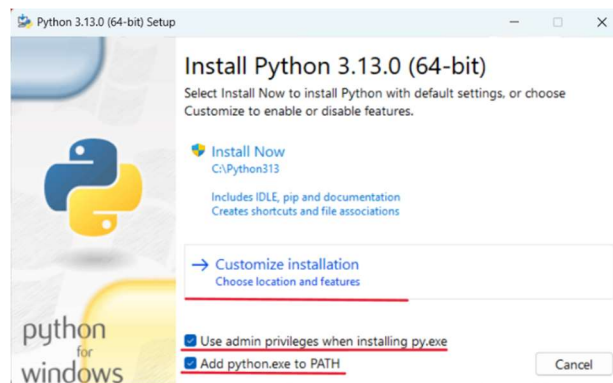 Python 3.13.0 (64-bit) Setup
Install Python 3.13.0 (64-bit)
Select Install Now to install Python with default settings, or choose
Customize to enable or disable features.
Install Now
C:\Python313
Includes IDLE, pip and documentation
Creates shortcuts and file associations
Customize installation
Choose location and features
python
for
windows
Use admin privileges when installing py.exe
Add python.exe to PATH
Cancel